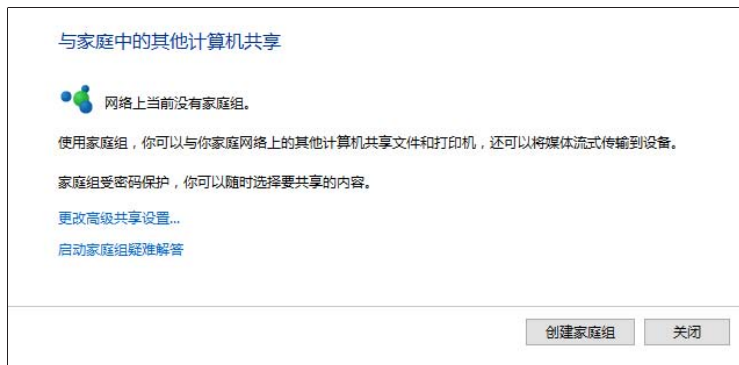 与家庭中的其他计算机共享
网络上当前没有家庭组。
使用家庭组，你可以与你家庭网络上的其他计算机共享文件和打印机，还可以将媒体流式传输到设备。
家庭组受密码保护，你可以随时选择要共享的内容。
更改高级共享设置...
启动家庭组疑难解答
创建家庭组
关闭